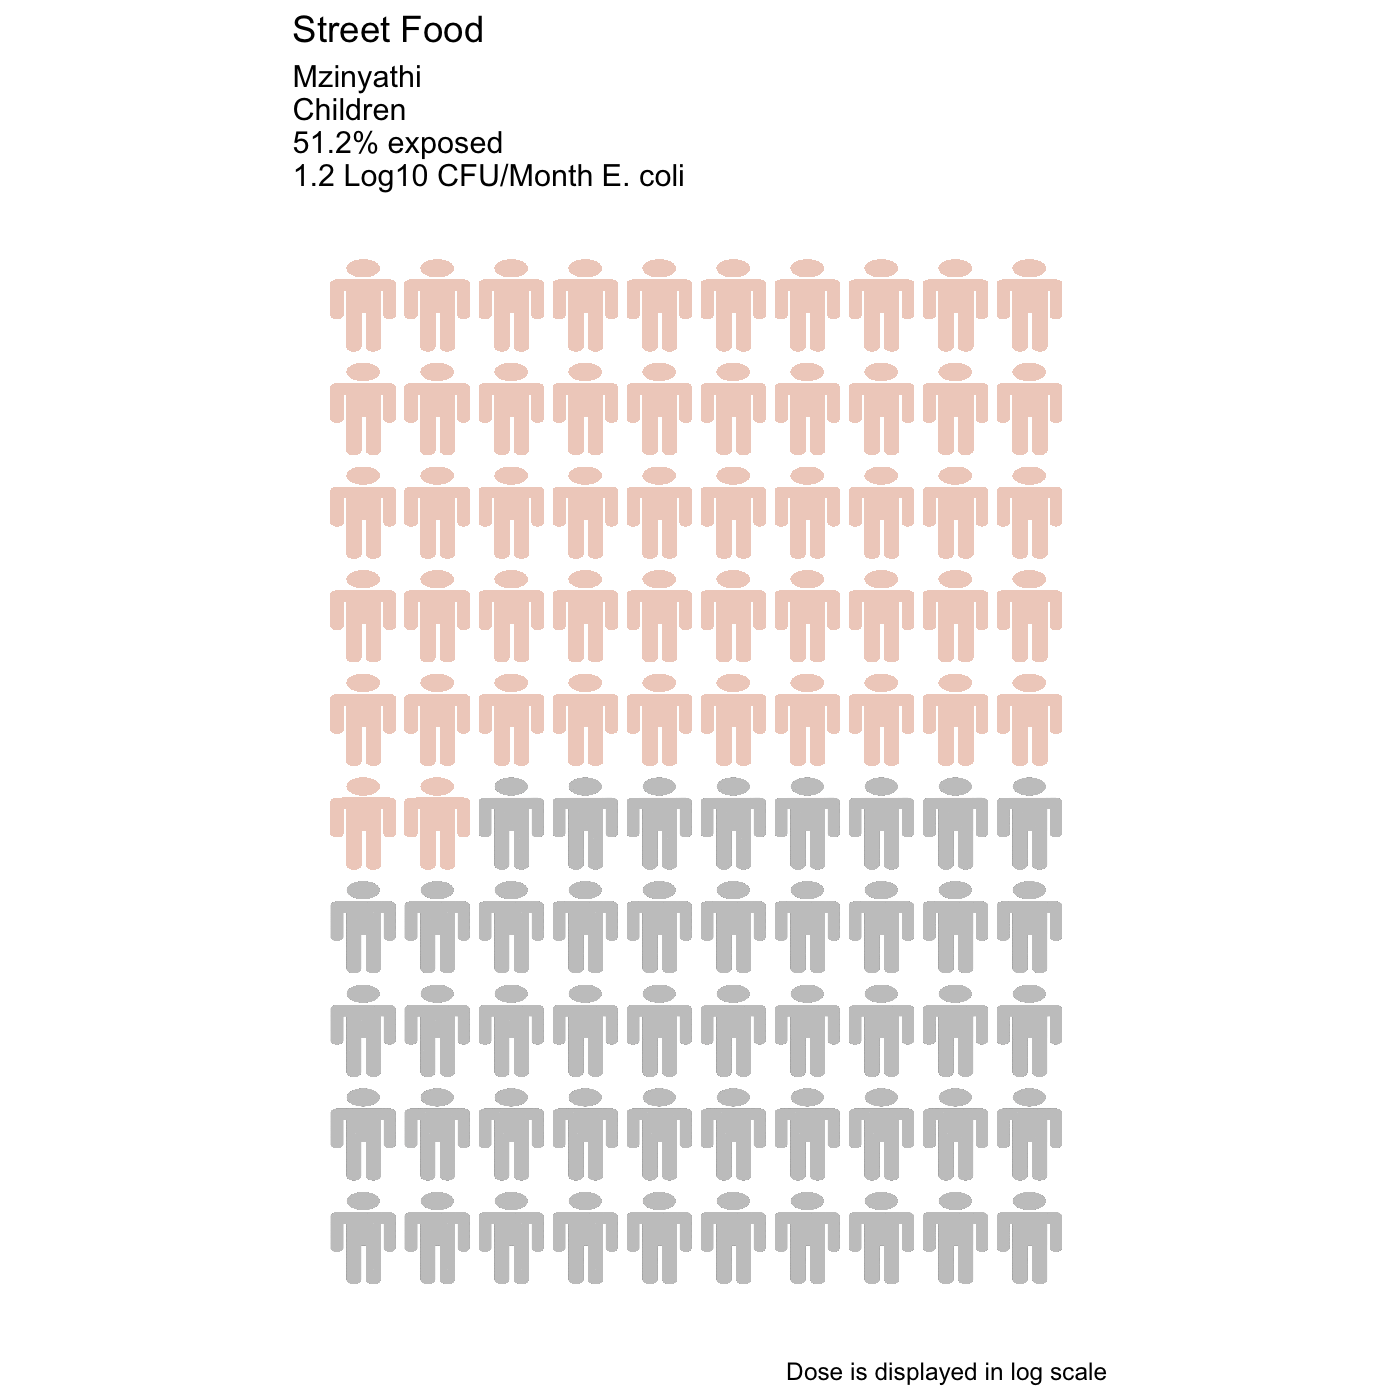 Street Food
Mzinyathi
Children
51.2% exposed
1.2 Log10 CFU/Month E. coli
Dose is displayed in log scale